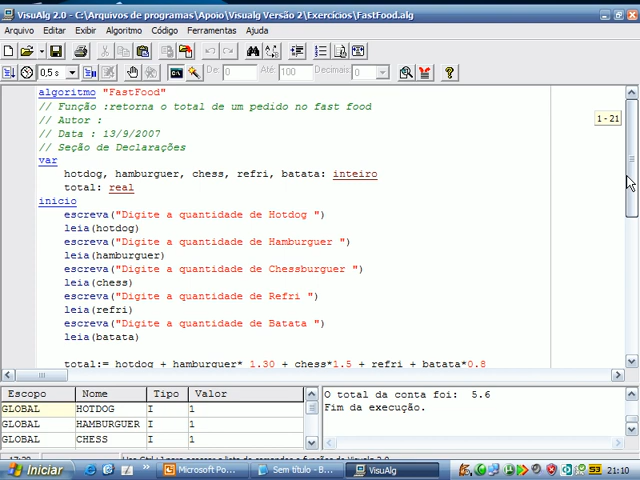 VisuAlg 2.0 - C:\Arquivos de programas\Apoio\Visualg Versão 2\Exercícios\FastFood.alg
Arquivo Editar Exibir Algoritmo Código Ferramentas Ajuda
0,5 s De: 0 Até: 100 Decimais: 0
algoritmo "FastFood"
// Função :retorna o total de um pedido no fast food
// Autor :
// Data : 13/9/2007
// Seção de Declarações
var
hotdog, hamburguer, chess, refri, batata: inteiro
total: real
inicio
escreva("Digite a quantidade de Hotdog ")
leia(hotdog)
escreva("Digite a quantidade de Hamburguer ")
leia(hamburguer)
escreva("Digite a quantidade de Chessburguer ")
leia(chess)
escreva("Digite a quantidade de Refri ")
leia(refri)
escreva("Digite a quantidade de Batata ")
leia(batata)
total:= hotdog + hamburguer* 1.30 + chess*1.5 + refri + batata*0.8
1 - 21
Escopo Nome Tipo Valor
GLOBAL HOTDOG I 1
GLOBAL HAMBURGUER I 1
GLOBAL CHESS I 1
O total da conta foi: 5.6
Fim da execução.
Iniciar Microsoft Po... Sem título - B... VisuAlg 21:10